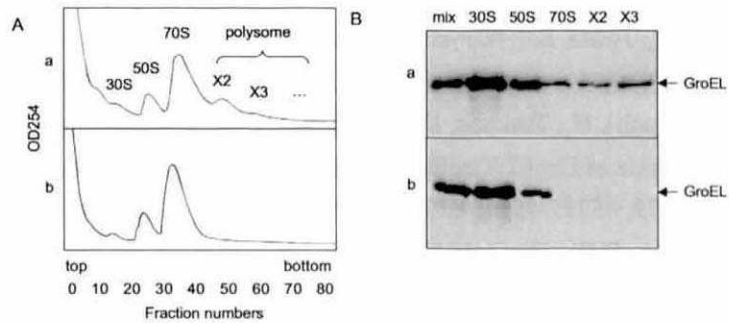 A
OD254
a
30S
50S
70S
polysome
X2
X3
...
b
top
bottom
0 10 20 30 40 50 60 70 80
Fraction numbers
B
mix 30S 50S 70S X2 X3
a
GroEL
b
GroEL